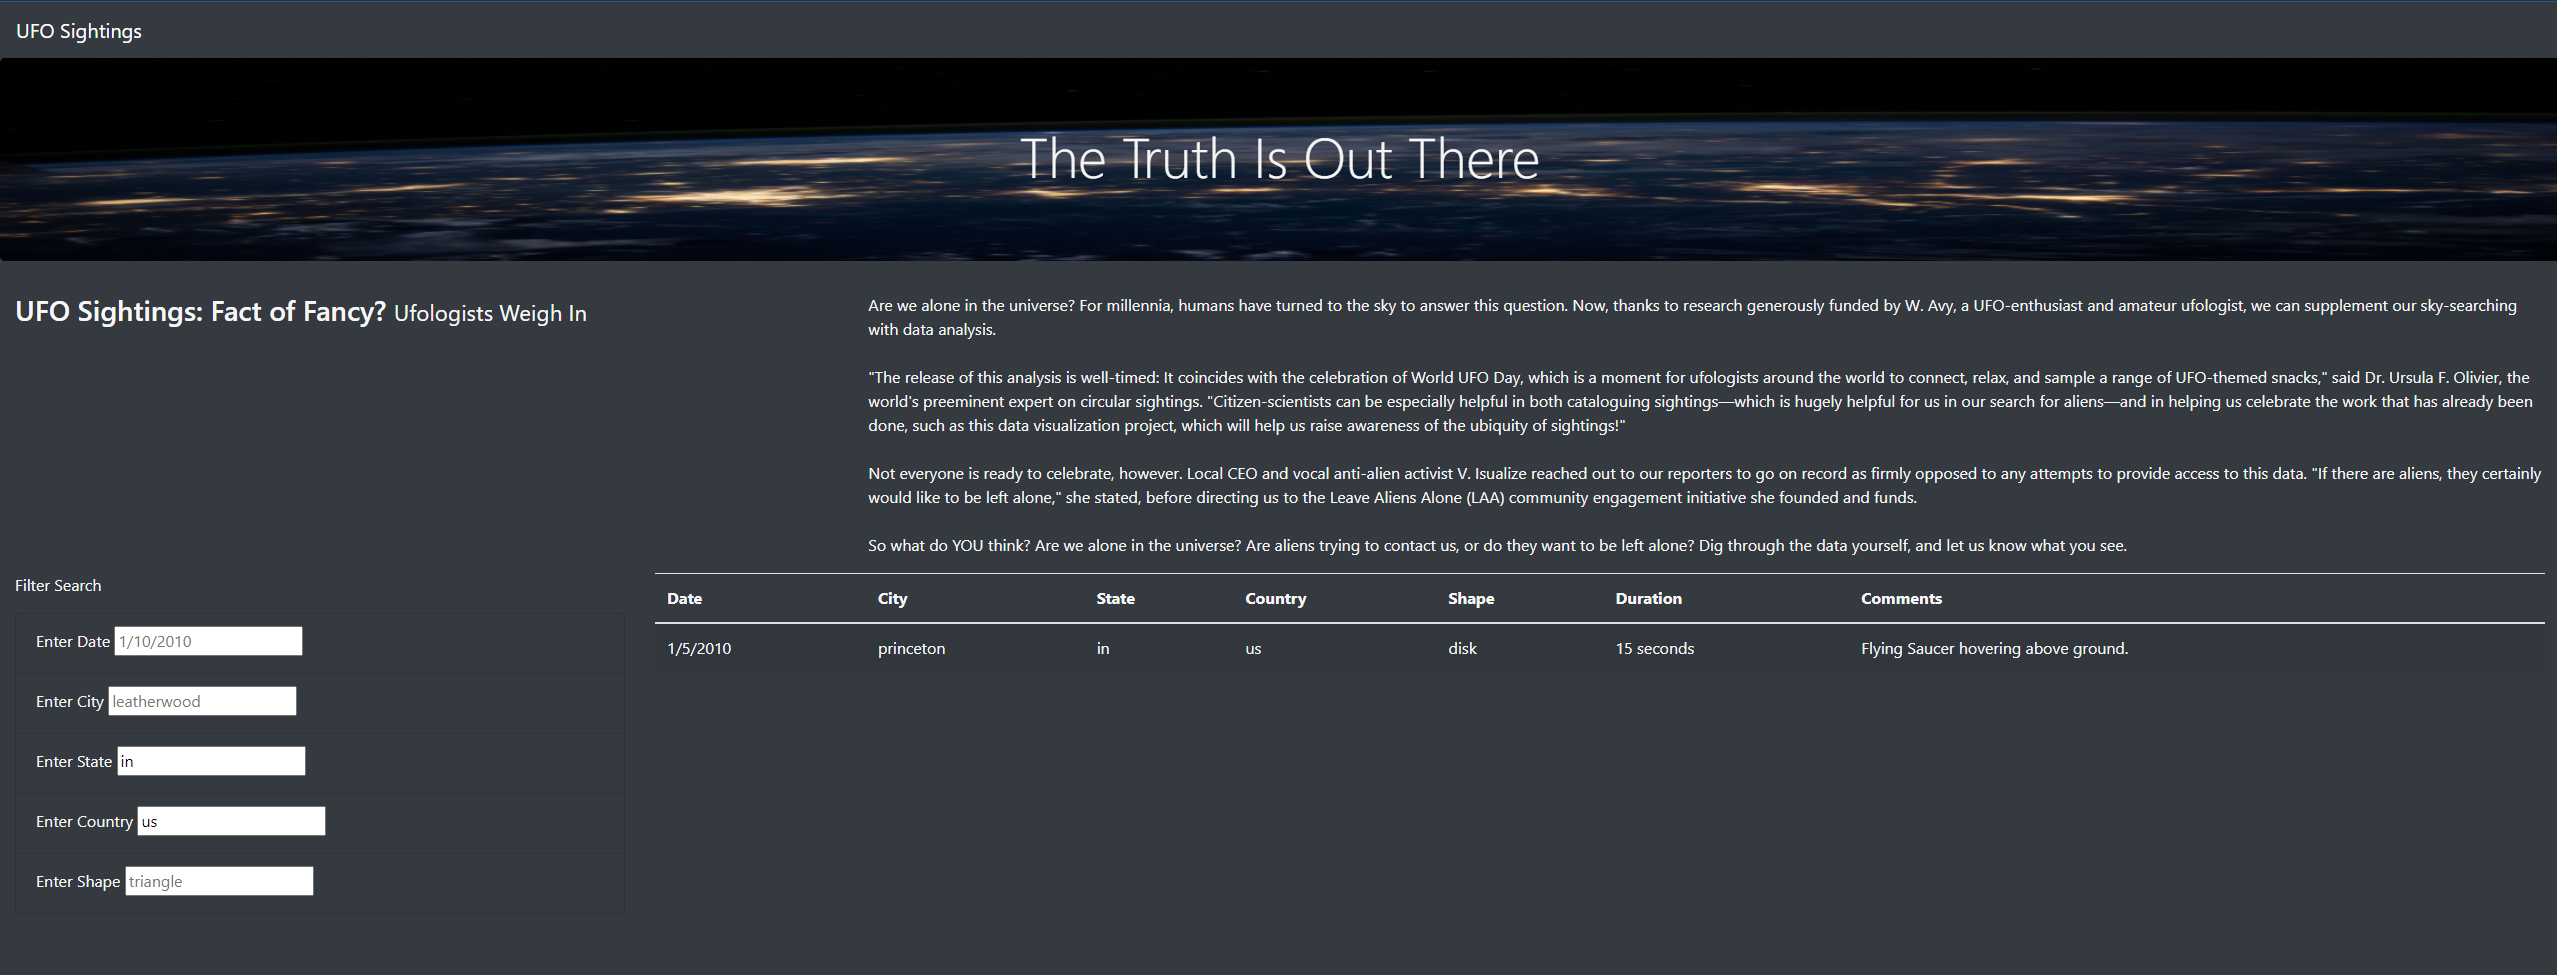 UFO Sightings
The Truth Is Out There
UFO Sightings: Fact of Fancy? Ufologists Weigh In
Are we alone in the universe? For millennia, humans have turned to the sky to answer this question. Now, thanks to research generously funded by W. Avy, a UFO-enthusiast and amateur ufologist, we can supplement our sky-searching
with data analysis.
"The release of this analysis is well-timed: It coincides with the celebration of World UFO Day, which is a moment for ufologists around the world to connect, relax, and sample a range of UFO-themed snacks," said Dr. Ursula F. Olivier, the
world's preeminent expert on circular sightings. "Citizen-scientists can be especially helpful in both cataloguing sightings—which is hugely helpful for us in our search for aliens—and in helping us celebrate the work that has already been
done, such as this data visualization project, which will help us raise awareness of the ubiquity of sightings!"
Not everyone is ready to celebrate, however. Local CEO and vocal anti-alien activist V. Isualize reached out to our reporters to go on record as firmly opposed to any attempts to provide access to this data. "If there are aliens, they certainly
would like to be left alone," she stated, before directing us to the Leave Aliens Alone (LAA) community engagement initiative she founded and funds.
So what do YOU think? Are we alone in the universe? Are aliens trying to contact us, or do they want to be left alone? Dig through the data yourself, and let us know what you see.
Filter Search
Enter Date 1/10/2010
Enter City leatherwood
Enter State in
Enter Country us
Enter Shape triangle
Date City State Country Shape Duration Comments
1/5/2010 princeton in us disk 15 seconds Flying Saucer hovering above ground.